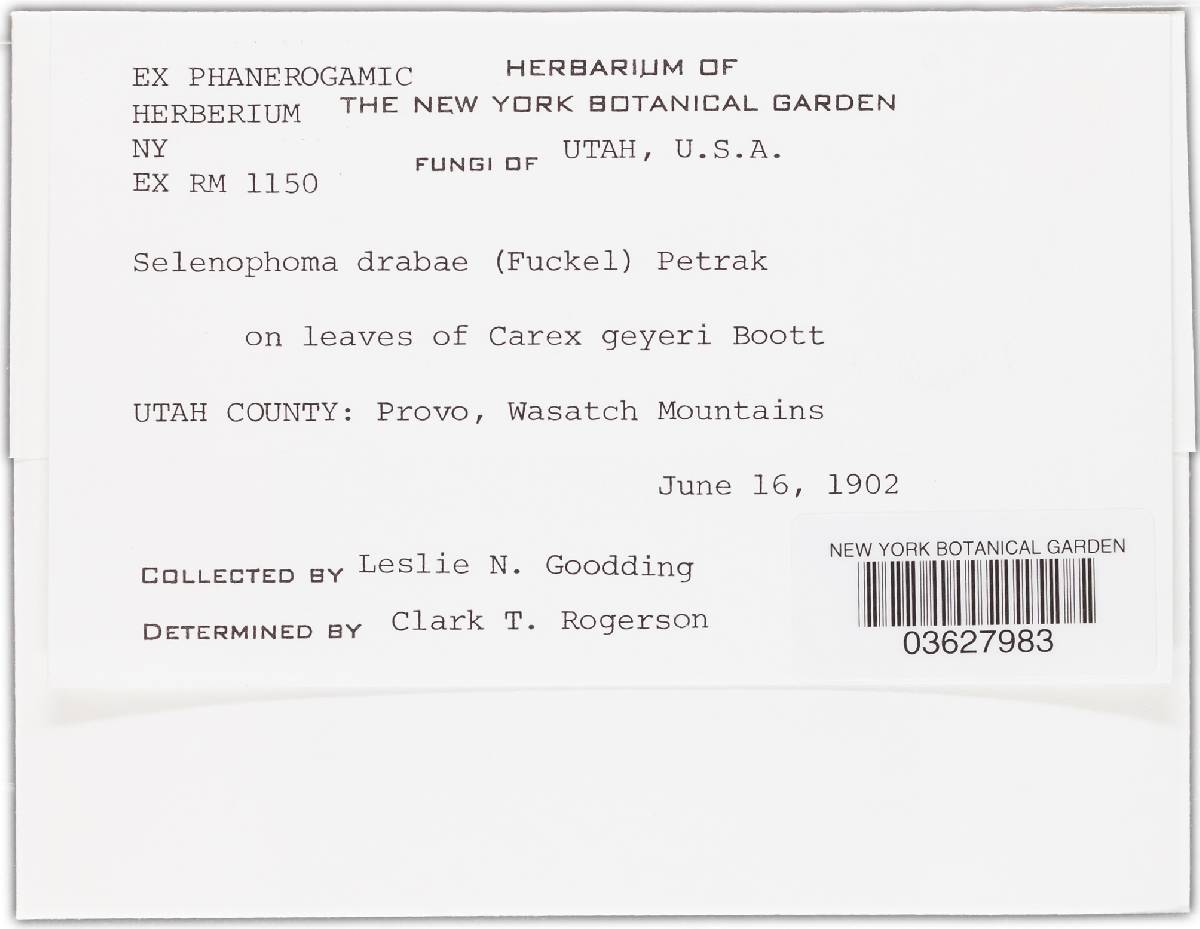 EX PHANEROGAMIC
HERBERIUM
NY
EX RM 1150
HERBARIUM OF
THE NEW YORK BOTANICAL GARDEN
FUNGI OF UTAH, U.S.A.
Selenophoma drabae (Fuckel) Petrak
on leaves of Carex geyeri Boott
UTAH COUNTY: Provo, Wasatch Mountains
June 16, 1902
COLLECTED BY Leslie N. Goodding
DETERMINED BY Clark T. Rogerson
NEW YORK BOTANICAL GARDEN
03627983